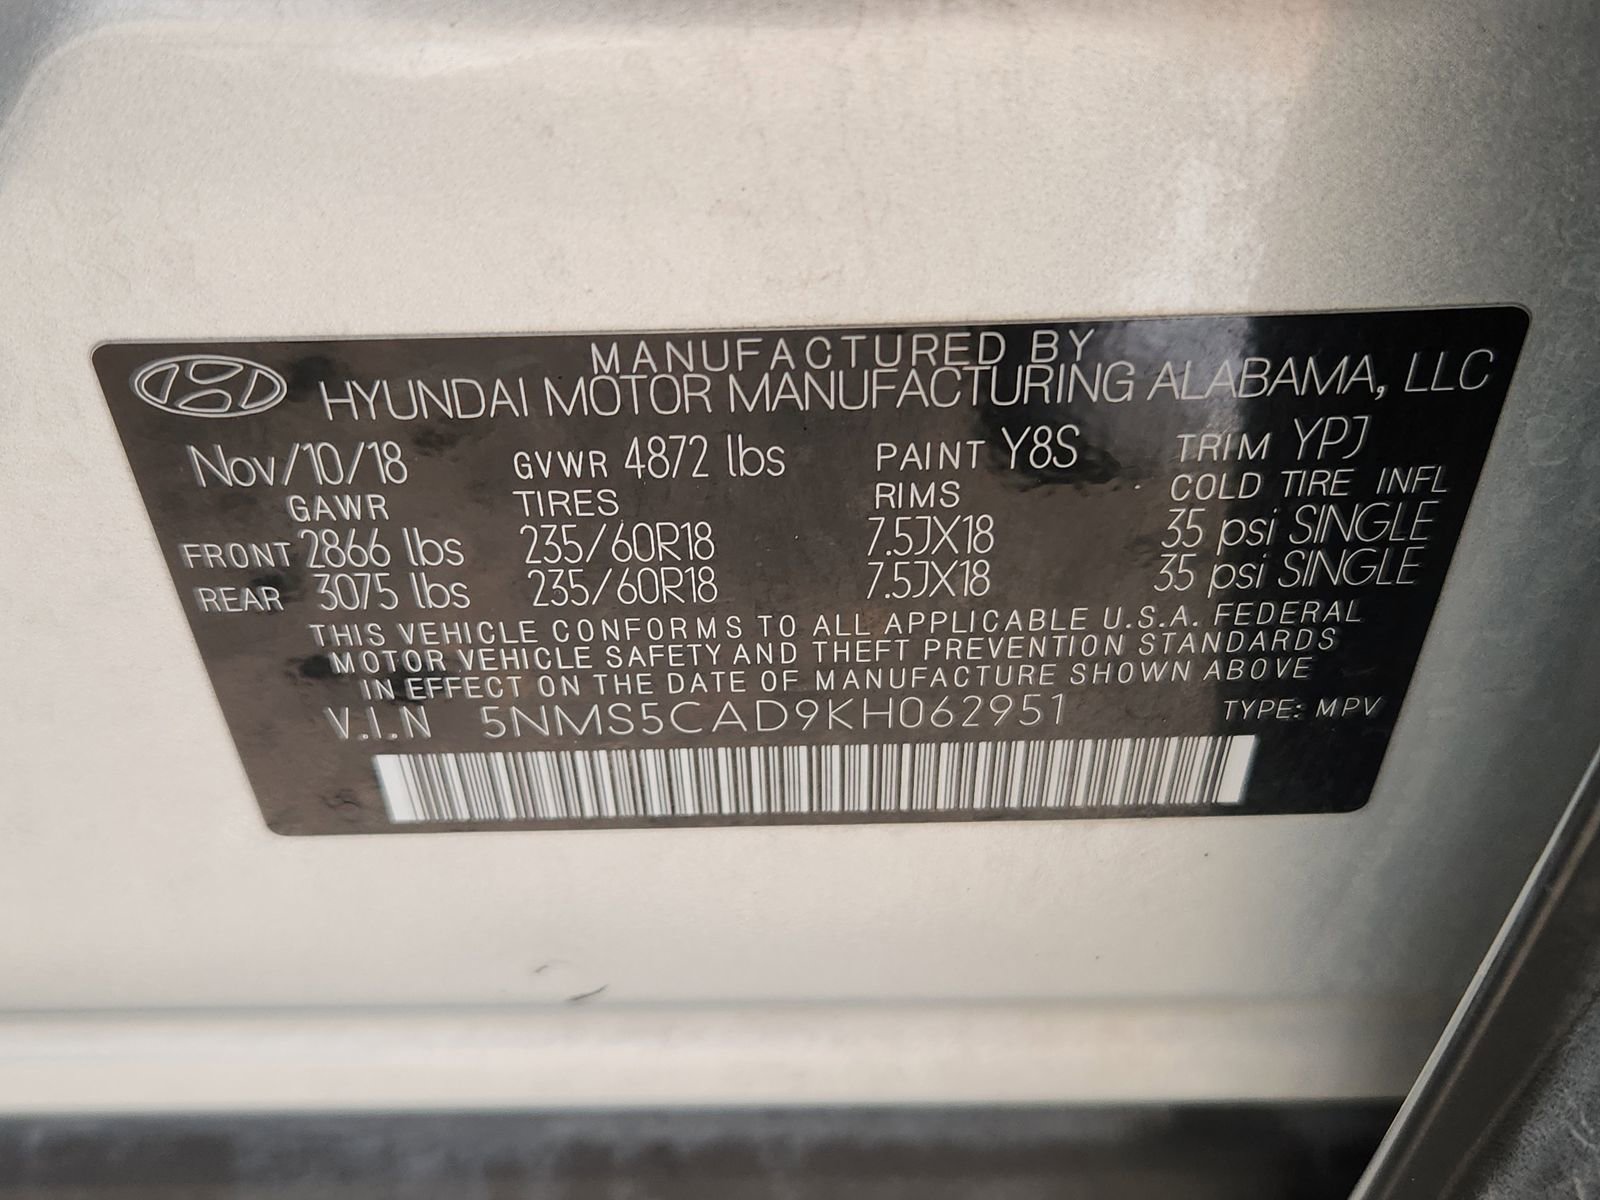 MANUFACTURED BY
HYUNDAI MOTOR MANUFACTURING ALABAMA, LLC
Nov/10/18 GVWR 4872 lbs PAINT Y8S TRIM YPJ
GAWR TIRES RIMS COLD TIRE INFL
FRONT 2866 lbs 235/60R18 7.5JX18 35 psi SINGLE
REAR 3075 lbs 235/60R18 7.5JX18 35 psi SINGLE
THIS VEHICLE CONFORMS TO ALL APPLICABLE U.S.A. FEDERAL
MOTOR VEHICLE SAFETY AND THEFT PREVENTION STANDARDS
IN EFFECT ON THE DATE OF MANUFACTURE SHOWN ABOVE
V.I.N 5NMS5CAD9KH062951 TYPE: MPV